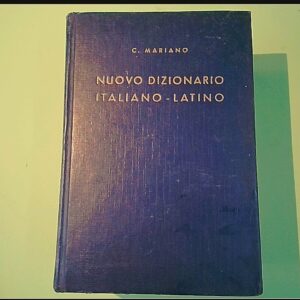 C. MARIANO
NUOVO DIZIONARIO
ITALIANO - LATINO